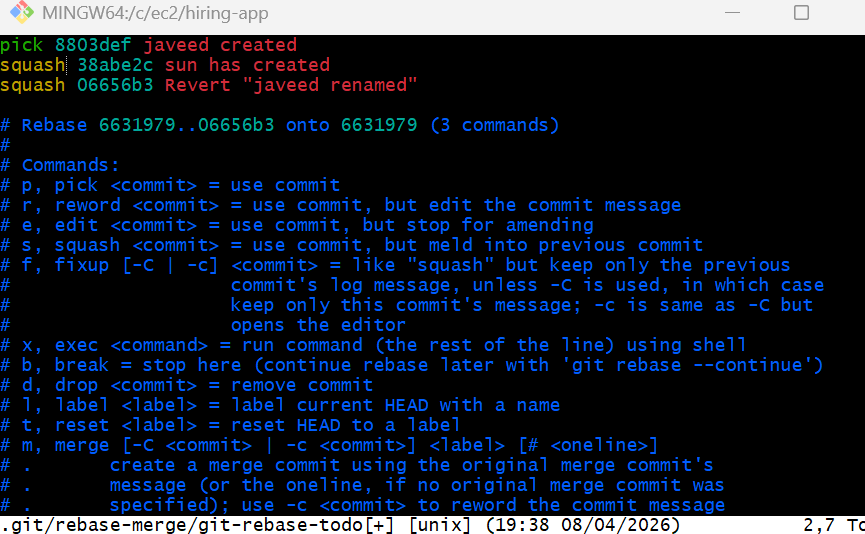 MINGW64:/c/ec2/hiring-app
pick 8803def javeed created
squash 38abe2c sun has created
squash 06656b3 Revert "javeed renamed"
# Rebase 6631979..06656b3 onto 6631979 (3 commands)
#
# Commands:
# p, pick <commit> = use commit
# r, reword <commit> = use commit, but edit the commit message
# e, edit <commit> = use commit, but stop for amending
# s, squash <commit> = use commit, but meld into previous commit
# f, fixup [-C | -c] <commit> = like "squash" but keep only the previous
#                    commit's log message, unless -C is used, in which case
#                    keep only this commit's message; -c is same as -C but
#                    opens the editor
# x, exec <command> = run command (the rest of the line) using shell
# b, break = stop here (continue rebase later with 'git rebase --continue')
# d, drop <commit> = remove commit
# l, label <label> = label current HEAD with a name
# t, reset <label> = reset HEAD to a label
# m, merge [-C <commit> | -c <commit>] <label> [# <oneline>]
# .       create a merge commit using the original merge commit's
# .       message (or the oneline, if no original merge commit was
# .       specified); use -c <commit> to reword the commit message
.git/rebase-merge/git-rebase-todo[+] [unix] (19:38 08/04/2026) 2,7 To